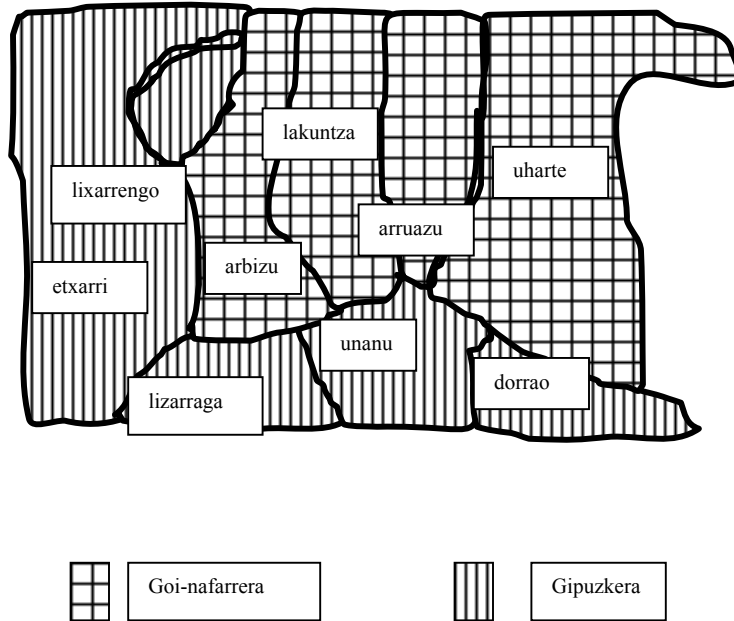 lakuntza
uharte
lixarrengo
arruazu
arbizu
etxarri
unanu
dorrao
lizarraga
Goi-nafarrera
Gipuzkera